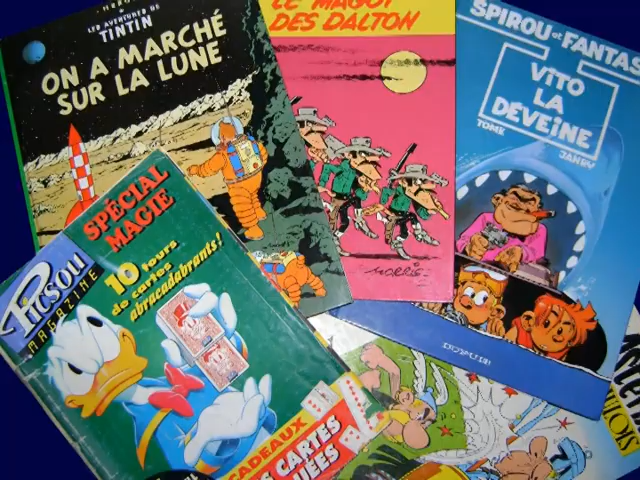 LES AVENTURES DE
TINTIN
ON A MARCHÉ
SUR LA LUNE
LE MAGOT
DES DALTON
MORRIS
SPIROU et FANTAS
VITO
LA
DÉVEINE
TOME
JANRY
DUPUIS
PICSOU
MAGAZINE
SPÉCIAL
MAGIE
10 tours
de cartes
abracadabrants!
CADEAUX
CARTES